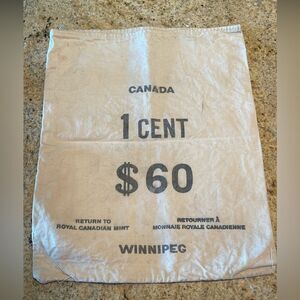 CANADA
1 CENT
$60
RETURN TO
ROYAL CANADIAN MINT
RETOURNER À
MONNAIE ROYALE CANADIENNE
WINNIPEG